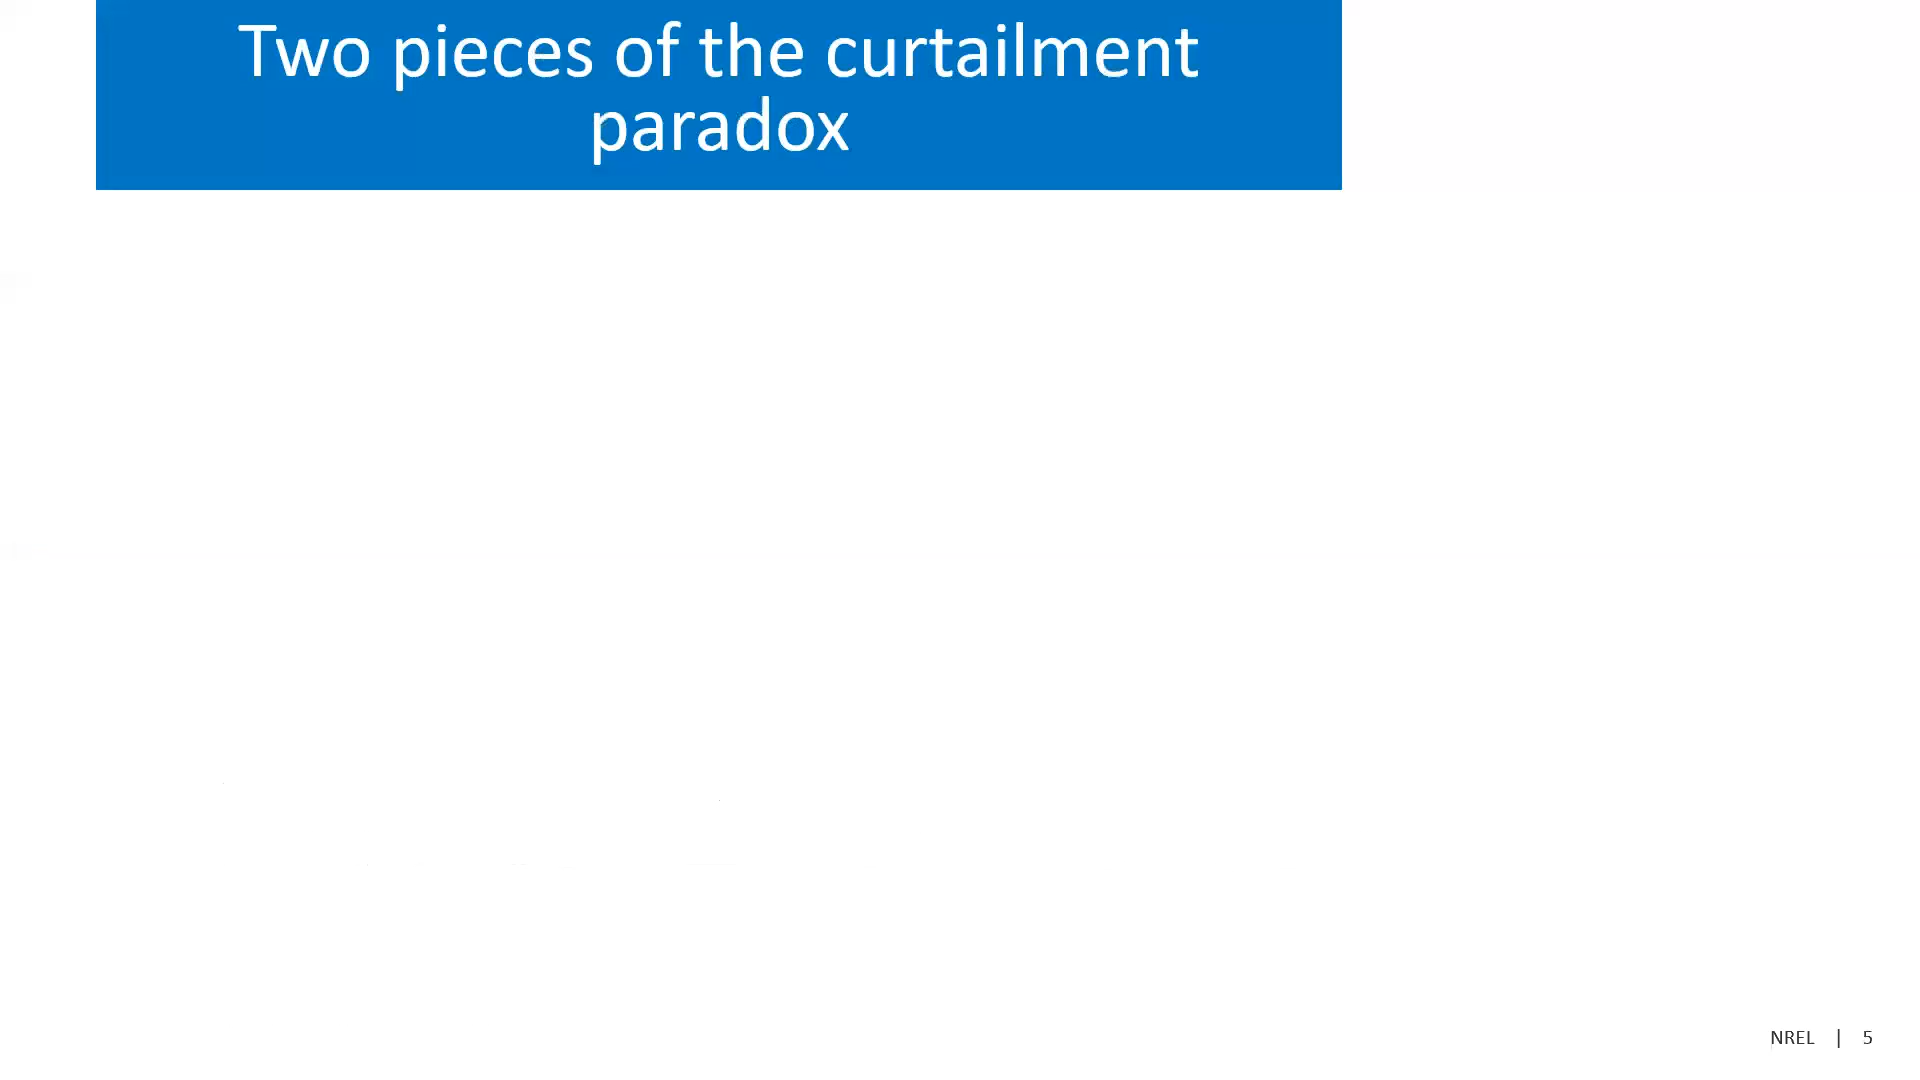 Two pieces of the curtailment
paradox
NREL | 5